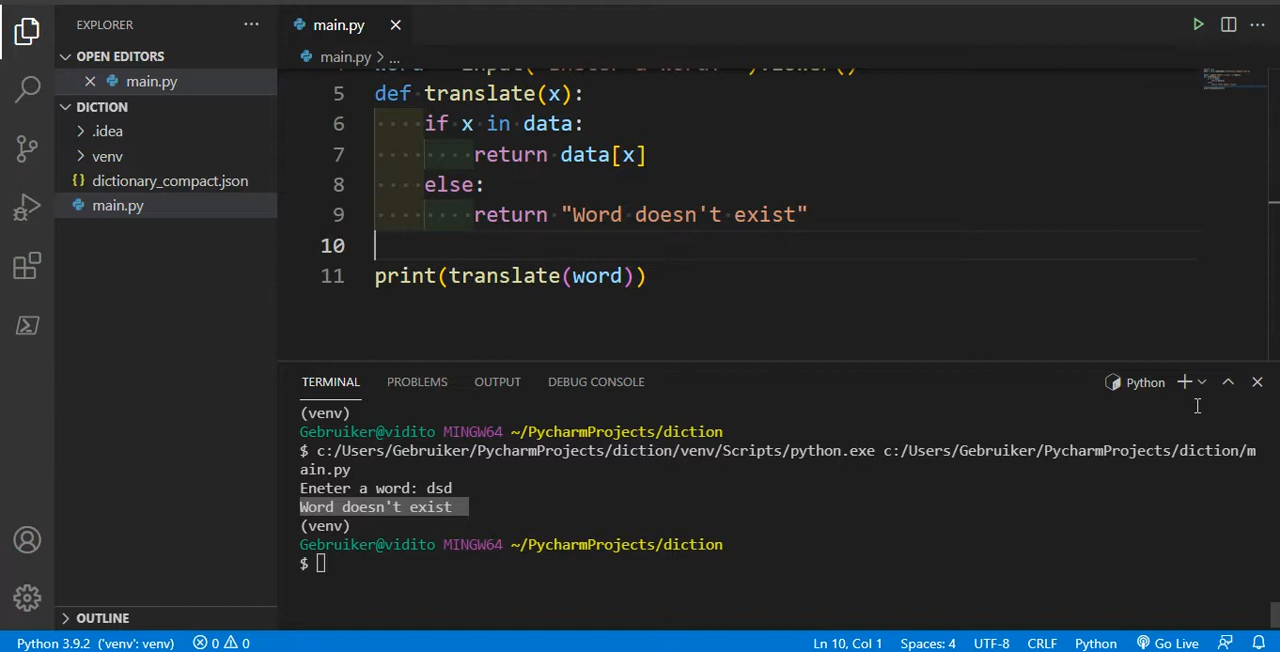 EXPLORER
OPEN EDITORS
main.py
DICTION
.idea
venv
dictionary_compact.json
main.py
OUTLINE
main.py
main.py > ...
5 def translate(x):
6 if x in data:
7 return data[x]
8 else:
9 return "Word doesn't exist"
10
11 print(translate(word))
TERMINAL PROBLEMS OUTPUT DEBUG CONSOLE Python
(venv)
Gebruiker@vidito MINGW64 ~/PycharmProjects/diction
$ c:/Users/Gebruiker/PycharmProjects/diction/venv/Scripts/python.exe c:/Users/Gebruiker/PycharmProjects/diction/m
ain.py
Eneter a word: dsd
Word doesn't exist
(venv)
Gebruiker@vidito MINGW64 ~/PycharmProjects/diction
$
Python 3.9.2 ('venv': venv) 0 0 Ln 10, Col 1 Spaces: 4 UTF-8 CRLF Python Go Live